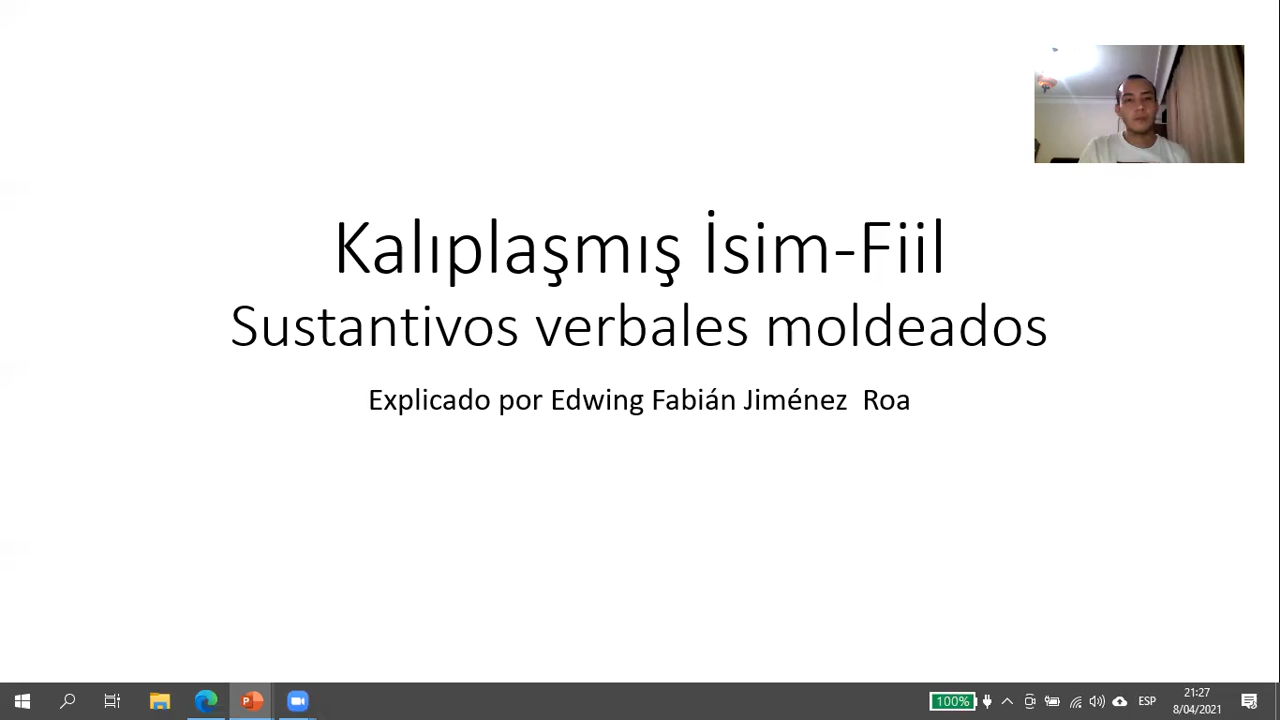 Kalıplaşmış İsim-Fiil
Sustantivos verbales moldeados
Explicado por Edwing Fabián Jiménez  Roa
100%
ESP
21:27
8/04/2021